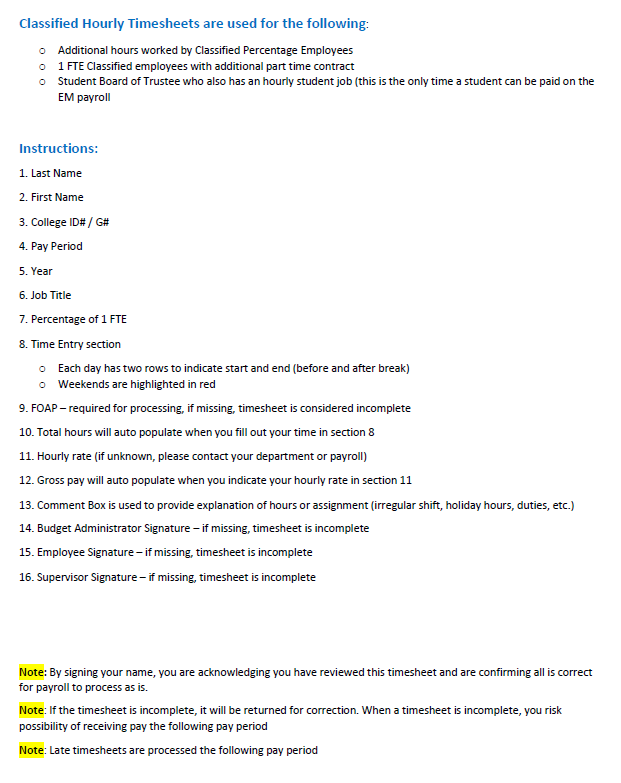 Classified Hourly Timesheets are used for the following:
o Additional hours worked by Classified Percentage Employees
o 1 FTE Classified employees with additional part time contract
o Student Board of Trustee who also has an hourly student job (this is the only time a student can be paid on the
EM payroll
Instructions:
1. Last Name
2. First Name
3. College ID# / G#
4. Pay Period
5. Year
6. Job Title
7. Percentage of 1 FTE
8. Time Entry section
o Each day has two rows to indicate start and end (before and after break)
o Weekends are highlighted in red
9. FOAP – required for processing, if missing, timesheet is considered incomplete
10. Total hours will auto populate when you fill out your time in section 8
11. Hourly rate (if unknown, please contact your department or payroll)
12. Gross pay will auto populate when you indicate your hourly rate in section 11
13. Comment Box is used to provide explanation of hours or assignment (irregular shift, holiday hours, duties, etc.)
14. Budget Administrator Signature – if missing, timesheet is incomplete
15. Employee Signature – if missing, timesheet is incomplete
16. Supervisor Signature – if missing, timesheet is incomplete
Note: By signing your name, you are acknowledging you have reviewed this timesheet and are confirming all is correct
for payroll to process as is.
Note: If the timesheet is incomplete, it will be returned for correction. When a timesheet is incomplete, you risk
possibility of receiving pay the following pay period
Note: Late timesheets are processed the following pay period